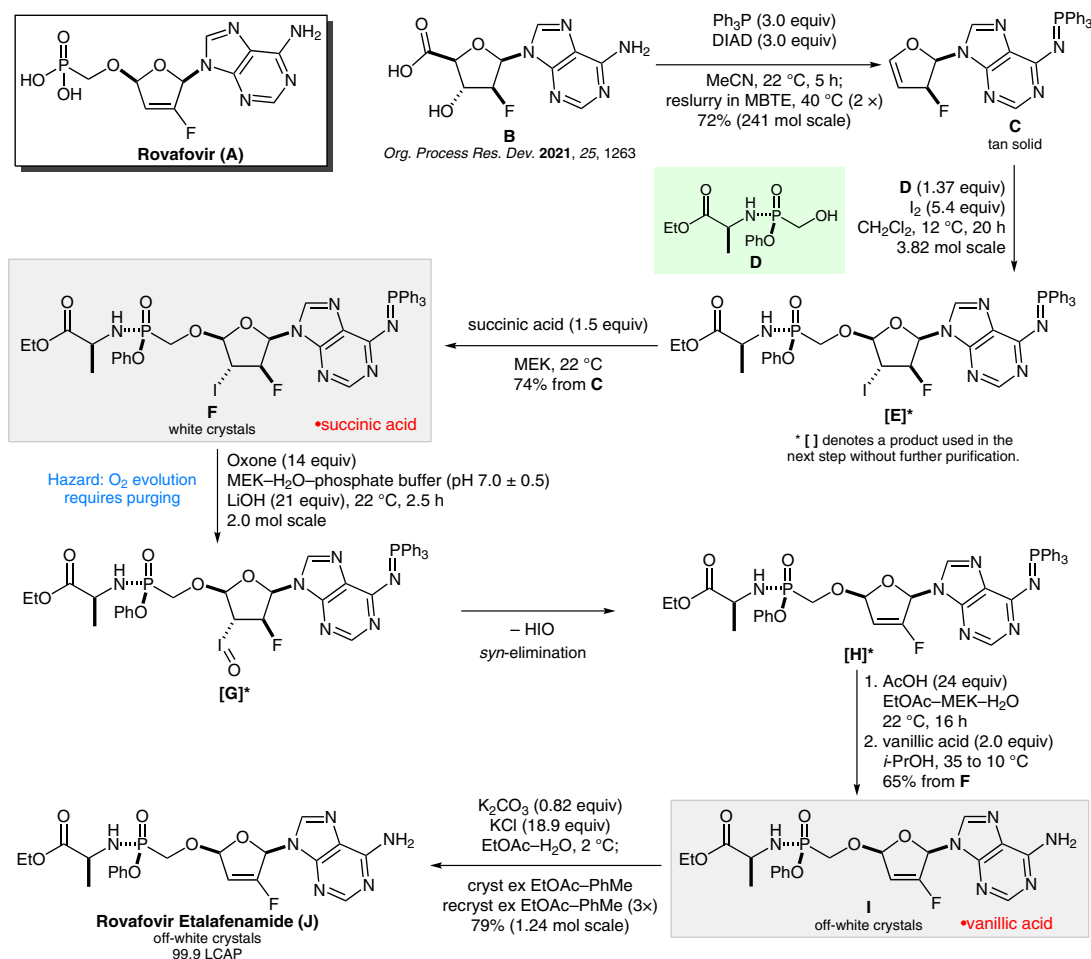 Rovafovir (A)
B
Org. Process Res. Dev. 2021, 25, 1263
Ph3P (3.0 equiv)
DIAD (3.0 equiv)
MeCN, 22 °C, 5 h;
reslurry in MBTE, 40 °C (2 ×)
72% (241 mol scale)
C
tan solid
D (1.37 equiv)
I2 (5.4 equiv)
CH2Cl2, 12 °C, 20 h
3.82 mol scale
D
[E]*
* [ ] denotes a product used in the
next step without further purification.
succinic acid (1.5 equiv)
MEK, 22 °C
74% from C
F
white crystals
•succinic acid
Hazard: O2 evolution
requires purging
Oxone (14 equiv)
MEK–H2O–phosphate buffer (pH 7.0 ± 0.5)
LiOH (21 equiv), 22 °C, 2.5 h
2.0 mol scale
[G]*
– HIO
syn-elimination
[H]*
1. AcOH (24 equiv)
EtOAc–MEK–H2O
22 °C, 16 h
2. vanillic acid (2.0 equiv)
i-PrOH, 35 to 10 °C
65% from F
I
off-white crystals
•vanillic acid
K2CO3 (0.82 equiv)
KCl (18.9 equiv)
EtOAc–H2O, 2 °C;
cryst ex EtOAc–PhMe
recryst ex EtOAc–PhMe (3×)
79% (1.24 mol scale)
Rovafovir Etalafenamide (J)
off-white crystals
99.9 LCAP